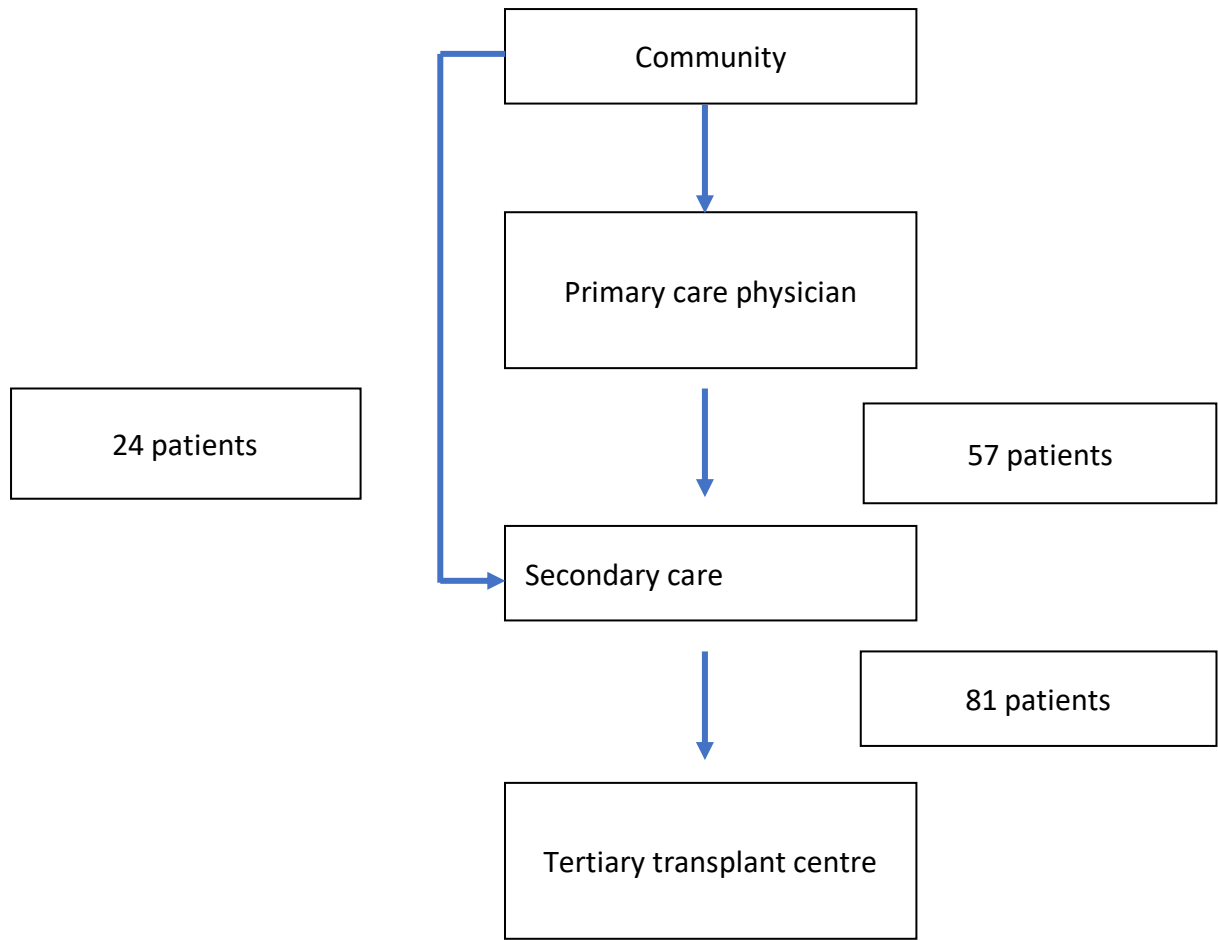 Community
Primary care physician
24 patients
57 patients
Secondary care
81 patients
Tertiary transplant centre